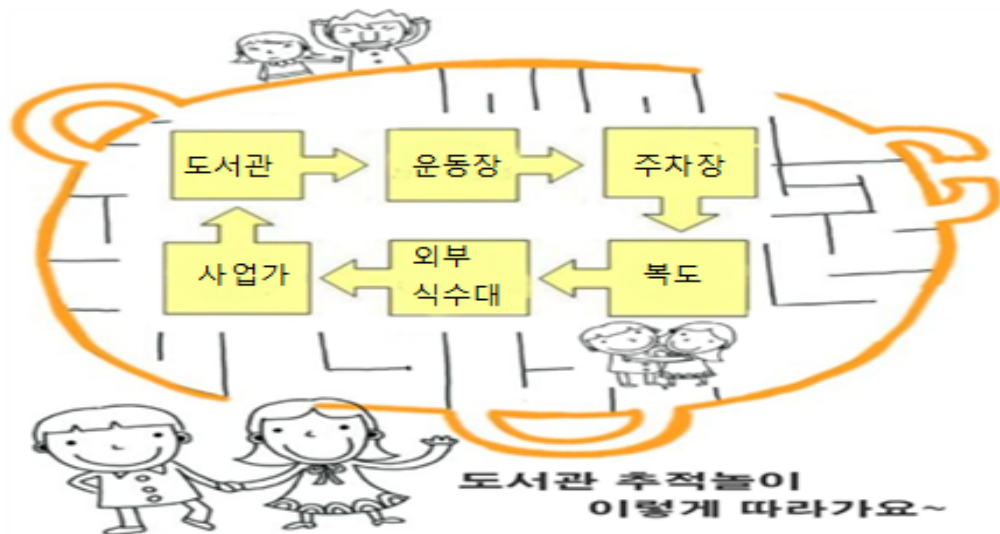 도서관
운동장
주차장
사업가
외부
식수대
복도
도서관 추적놀이
이렇게 따라가요~